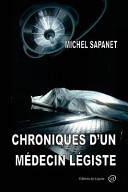 MICHEL SAPANET
CHRONIQUES D'UN
MÉDECIN LÉGISTE